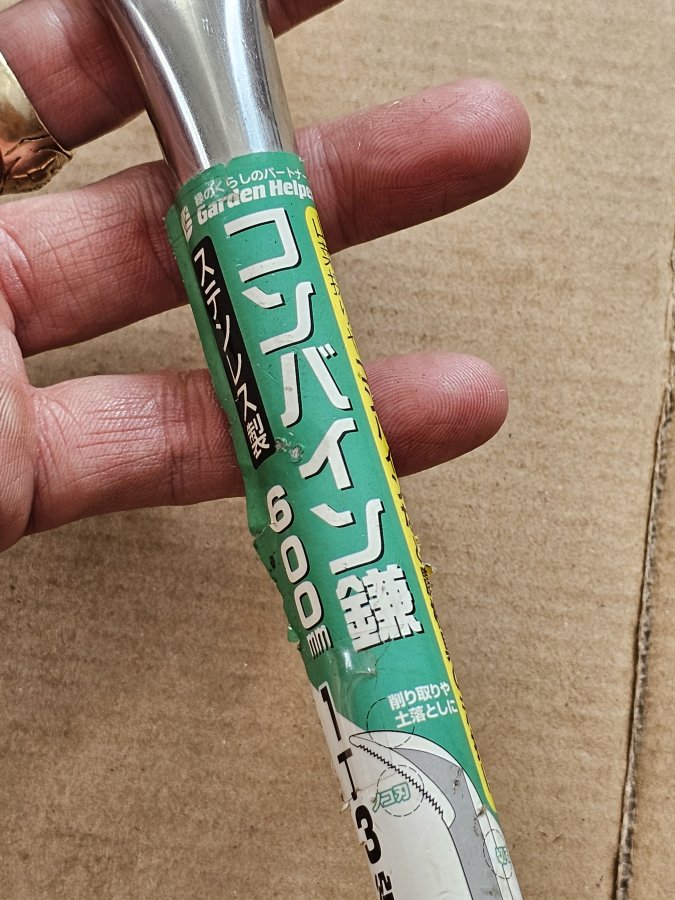 緑のくらしのパートナー
Garden Helper
コンバイン鎌
ステンレス製
600mm
1丁3役
削り取りや
土落としに
ノコ刃